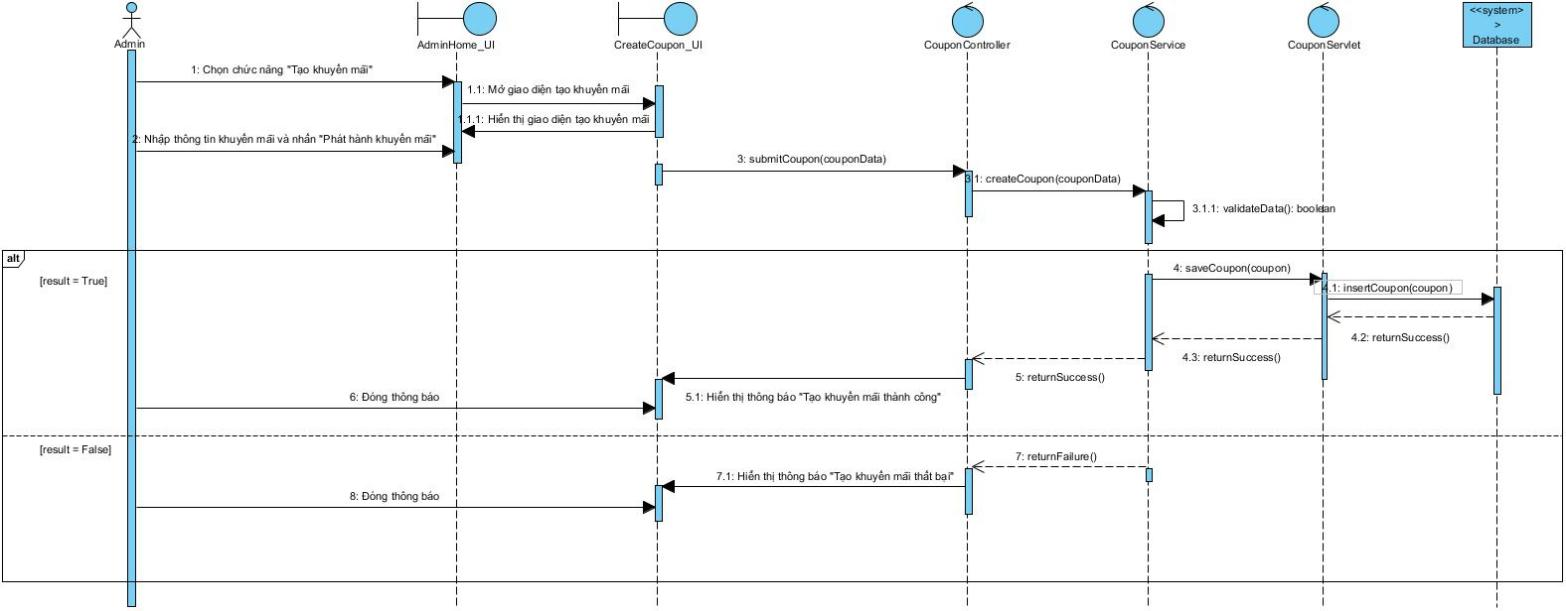 Admin
AdminHome_UI
CreateCoupon_UI
CouponController
CouponService
CouponServlet
<<system>
>
Database
1: Chọn chức năng "Tạo khuyến mãi"
1.1: Mở giao diện tạo khuyến mãi
1.1.1: Hiển thị giao diện tạo khuyến mãi
2: Nhập thông tin khuyến mãi và nhấn "Phát hành khuyến mãi"
3: submitCoupon(couponData)
3.1: createCoupon(couponData)
3.1.1: validateData(): boolean
alt
[result = True]
4: saveCoupon(coupon)
4.1: insertCoupon(coupon)
4.2: returnSuccess()
4.3: returnSuccess()
5: returnSuccess()
5.1: Hiển thị thông báo "Tạo khuyến mãi thành công"
6: Đóng thông báo
[result = False]
7: returnFailure()
7.1: Hiển thị thông báo "Tạo khuyến mãi thất bại"
8: Đóng thông báo